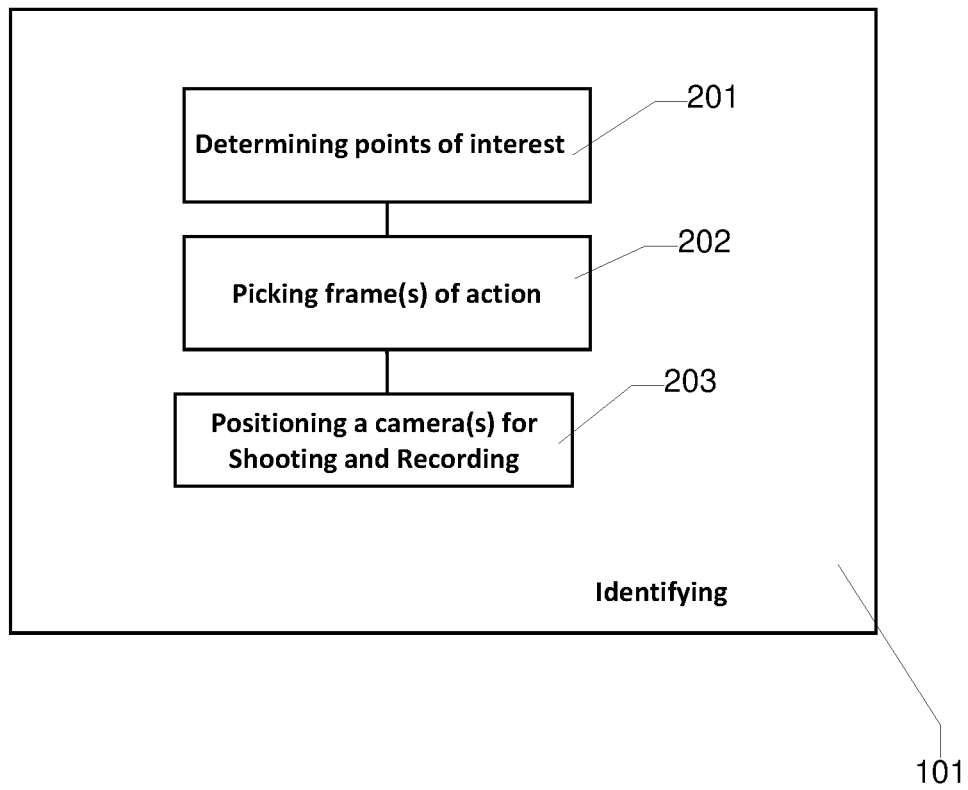 201
Determining points of interest
202
Picking frame(s) of action
203
Positioning a camera(s) for
Shooting and Recording
Identifying
101